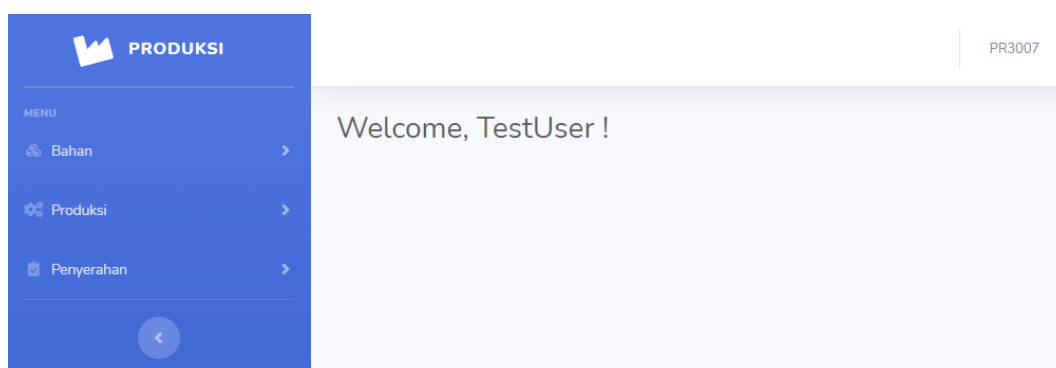 PRODUKSI
PR3007
MENU
Bahan
Produksi
Penyerahan
Welcome, TestUser !